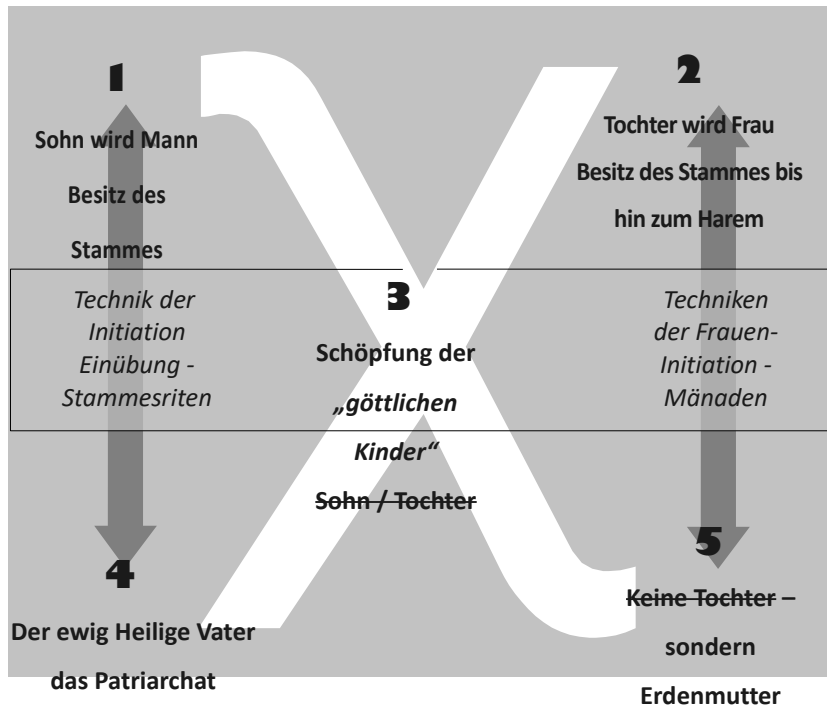 1
Sohn wird Mann
Besitz des
Stammes
2
Tochter wird Frau
Besitz des Stammes bis
hin zum Harem
Technik der
Initiation
Einübung -
Stammesriten
3
Schöpfung der
„göttlichen
Kinder“
Sohn / Tochter
Techniken
der Frauen-
Initiation -
Mänaden
4
Der ewig Heilige Vater
das Patriarchat
5
Keine Tochter –
sondern
Erdenmutter